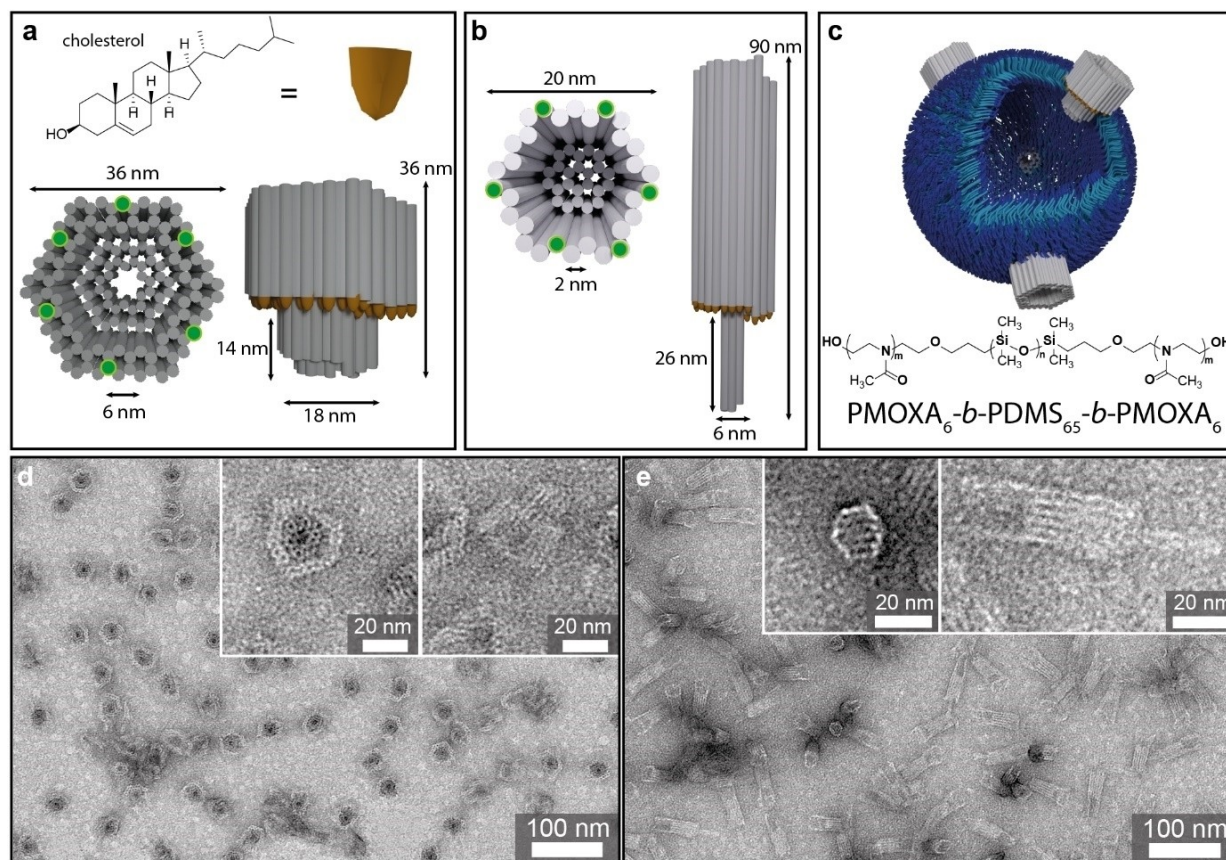 a
cholesterol
H
H
H
H
H
HO
=
36 nm
36 nm
14 nm
6 nm
18 nm
b
90 nm
20 nm
2 nm
26 nm
6 nm
c
CH₃
CH₃
HO
N
m
O
Si
O
Si
n
O
N
m
OH
CH₃
CH₃
H₃C
O
O
CH₃
PMOXA₆-b-PDMS₆₅-b-PMOXA₆
d
20 nm
20 nm
100 nm
e
20 nm
20 nm
100 nm